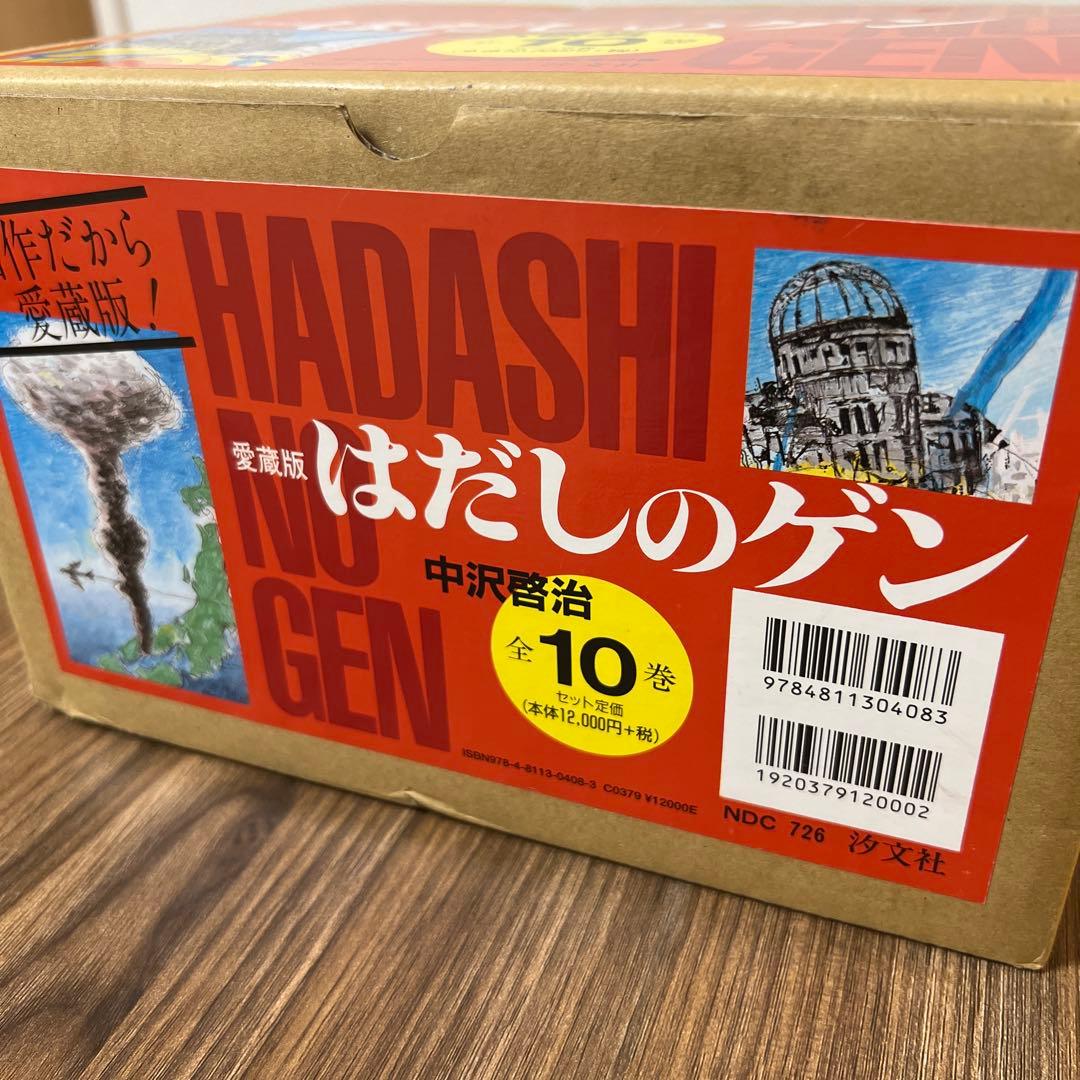 作だから
愛蔵版!
HADASHI
NO
GEN
愛蔵版
はだしのゲン
中沢啓治
全10巻
セット定価
(本体12,000円+税)
9784811304083
1920379120002
ISBN978-4-8113-0408-3 C0379 ¥12000E
NDC 726 汐文社